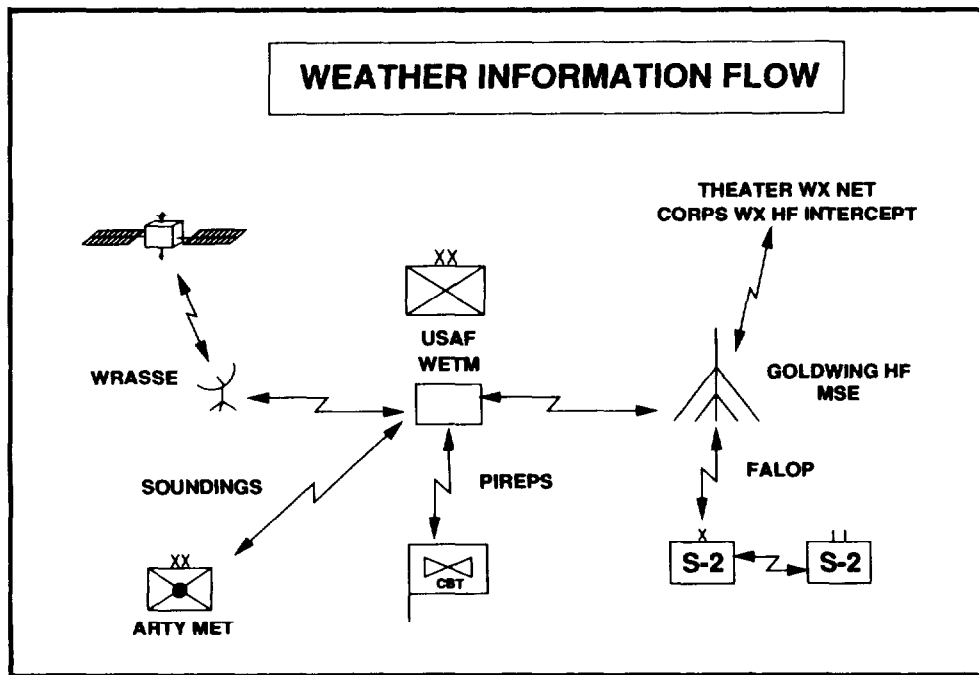 WEATHER INFORMATION FLOW
THEATER WX NET
CORPS WX HF INTERCEPT
XX
USAF
WETM
WRASSE
GOLDWING HF
MSE
SOUNDINGS
PIREPS
FALOP
XX
ARTY MET
CBT
X
S-2
II
S-2